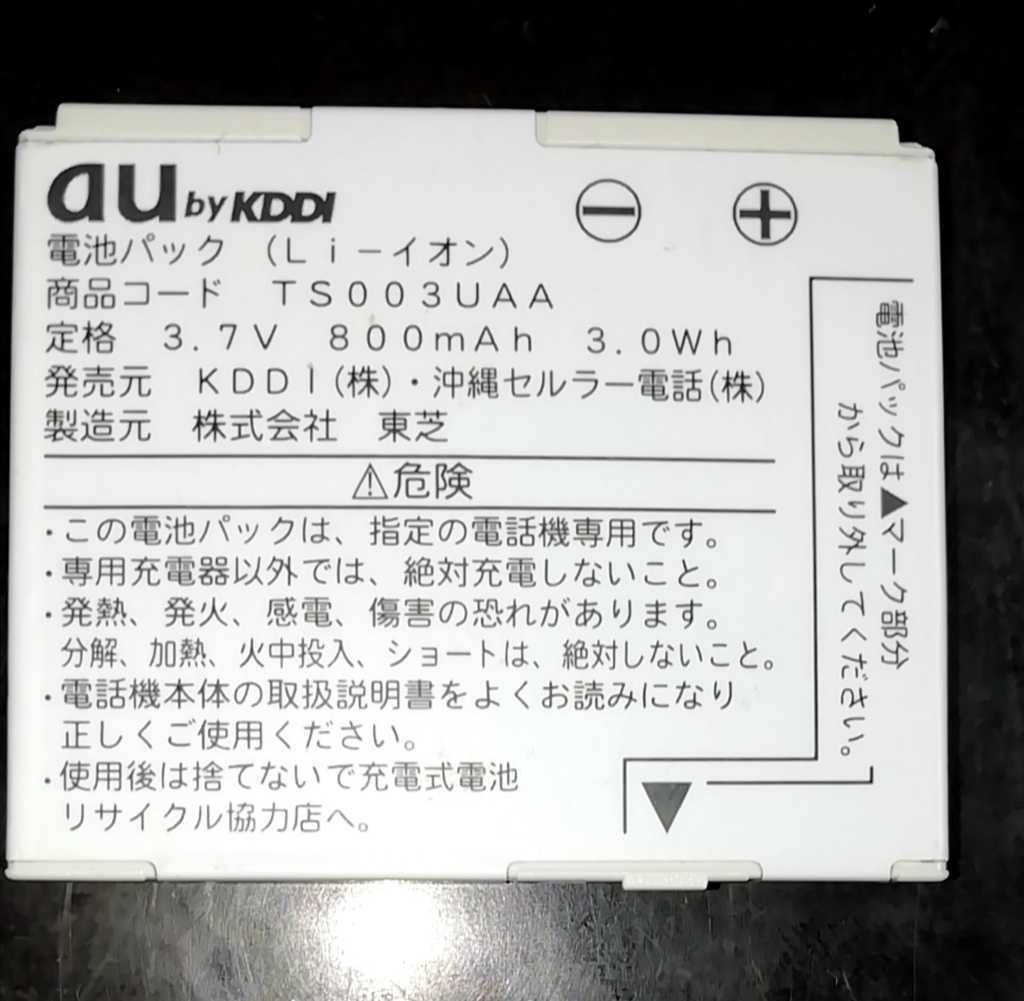 au by KDDI
⊖ ⊕
電池パック （Ｌｉ－イオン）
商品コード　ＴＳ００３ＵＡＡ
定格　３.７Ｖ　８００ｍＡｈ　３.０Ｗｈ
発売元　ＫＤＤＩ(株)・沖縄セルラー電話(株)
製造元　株式会社　東芝
⚠危険
・この電池パックは、指定の電話機専用です。
・専用充電器以外では、絶対充電しないこと。
・発熱、発火、感電、傷害の恐れがあります。
分解、加熱、火中投入、ショートは、絶対しないこと。
・電話機本体の取扱説明書をよくお読みになり
正しくご使用ください。
・使用後は捨てないで充電式電池
リサイクル協力店へ。
電池パックは▲マーク部分
から取り外してください。